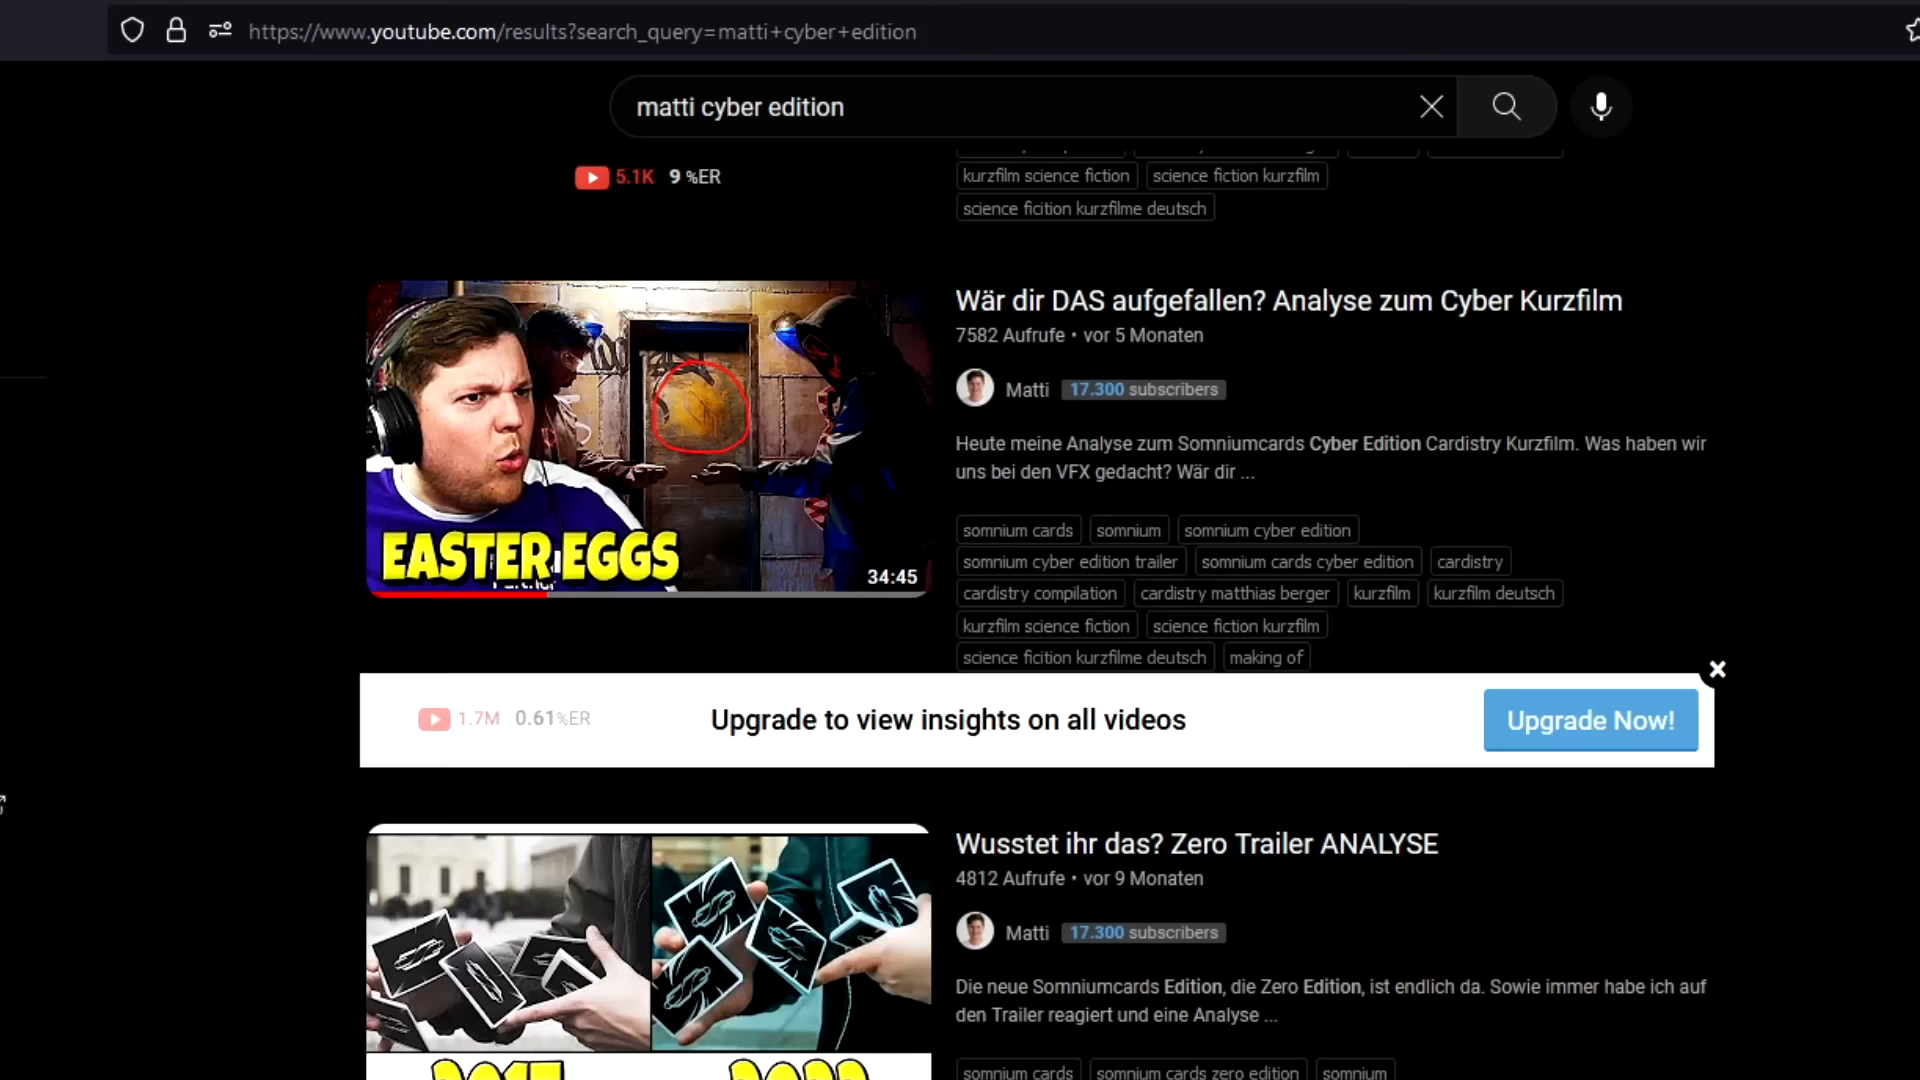 https://www.youtube.com/results?search_query=matti+cyber+edition
matti cyber edition
5.1K 9 %ER
kurzfilm science fiction science fiction kurzfilm
science ficition kurzfilme deutsch
EASTER EGGS
34:45
Wär dir DAS aufgefallen? Analyse zum Cyber Kurzfilm
7582 Aufrufe • vor 5 Monaten
Matti 17.300 subscribers
Heute meine Analyse zum Somniumcards Cyber Edition Cardistry Kurzfilm. Was haben wir
uns bei den VFX gedacht? Wär dir ...
somnium cards somnium somnium cyber edition
somnium cyber edition trailer somnium cards cyber edition cardistry
cardistry compilation cardistry matthias berger kurzfilm kurzfilm deutsch
kurzfilm science fiction science fiction kurzfilm
science ficition kurzfilme deutsch making of
1.7M 0.61%ER Upgrade to view insights on all videos Upgrade Now!
Wusstet ihr das? Zero Trailer ANALYSE
4812 Aufrufe • vor 9 Monaten
Matti 17.300 subscribers
Die neue Somniumcards Edition, die Zero Edition, ist endlich da. Sowie immer habe ich auf
den Trailer reagiert und eine Analyse ...
somnium cards somnium cards zero edition somnium